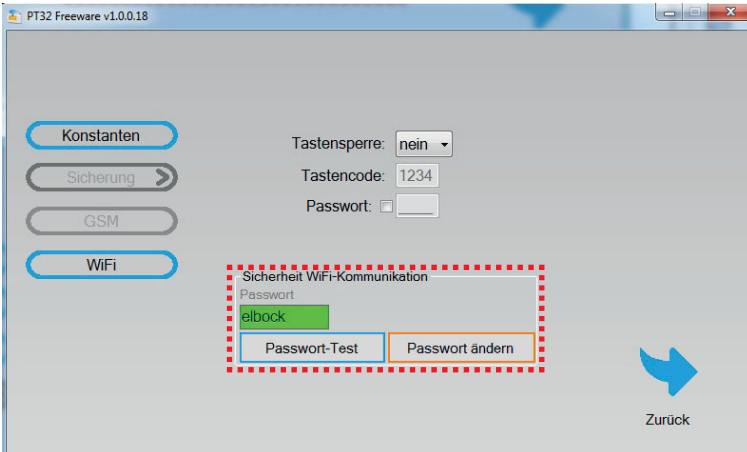 PT32 Freeware v1.0.0.18
Konstanten
Sicherung
GSM
WiFi
Tastensperre: nein
Tastencode: 1234
Passwort:
Sicherheit WiFi-Kommunikation
Passwort
elbock
Passwort-Test Passwort ändern
Zurück